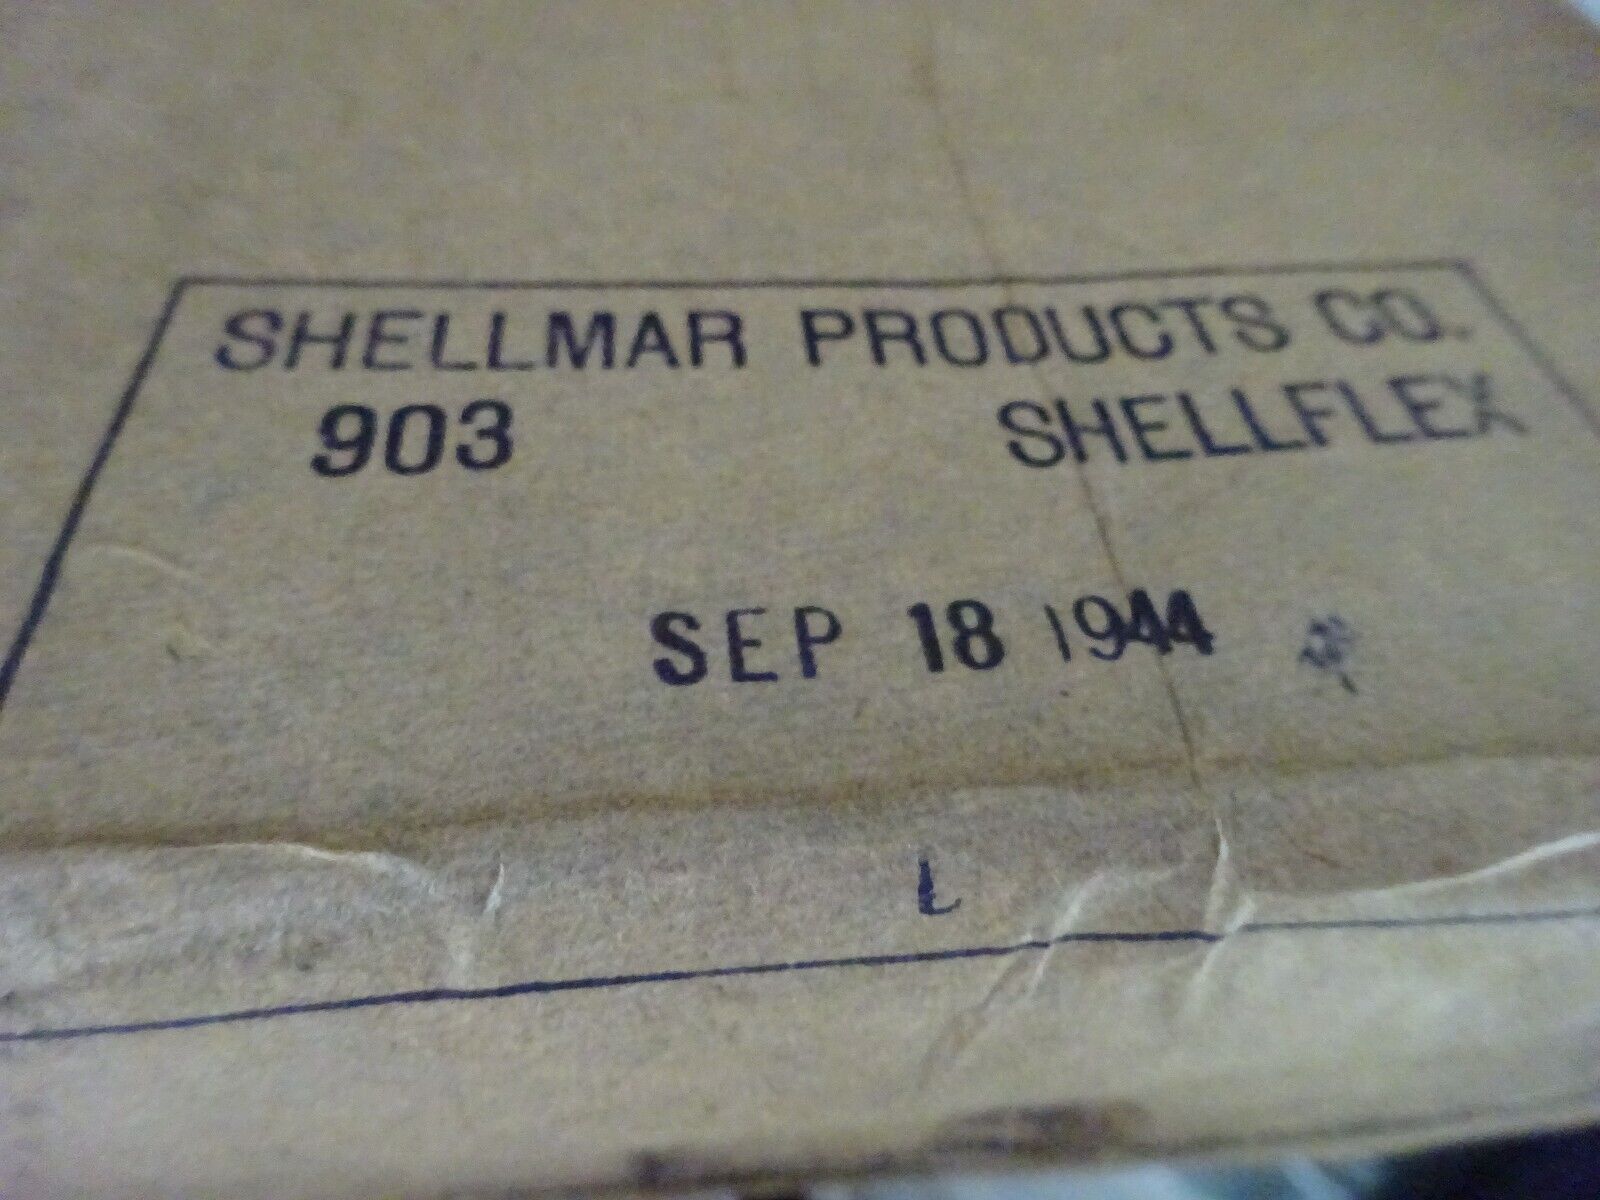 SHELLMAR PRODUCTS CO.
903 SHELLFLEX
SEP 18 1944
L